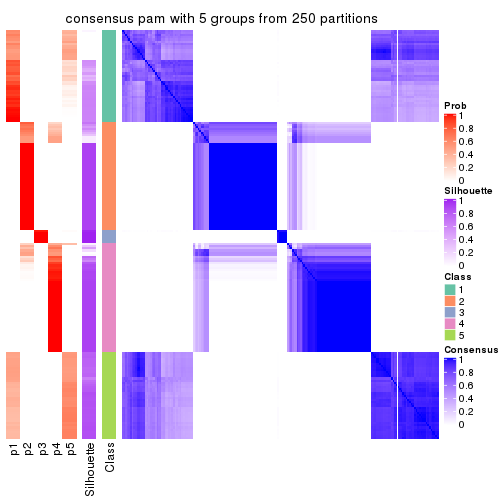 consensus pam with 5 groups from 250 partitions
Prob
1
0.8
0.6
0.4
0.2
0
Silhouette
1
0.8
0.6
0.4
0.2
0
Class
1
2
3
4
5
Consensus
1
0.8
0.6
0.4
0.2
0
p1
p2
p3
p4
p5
Silhouette
Class